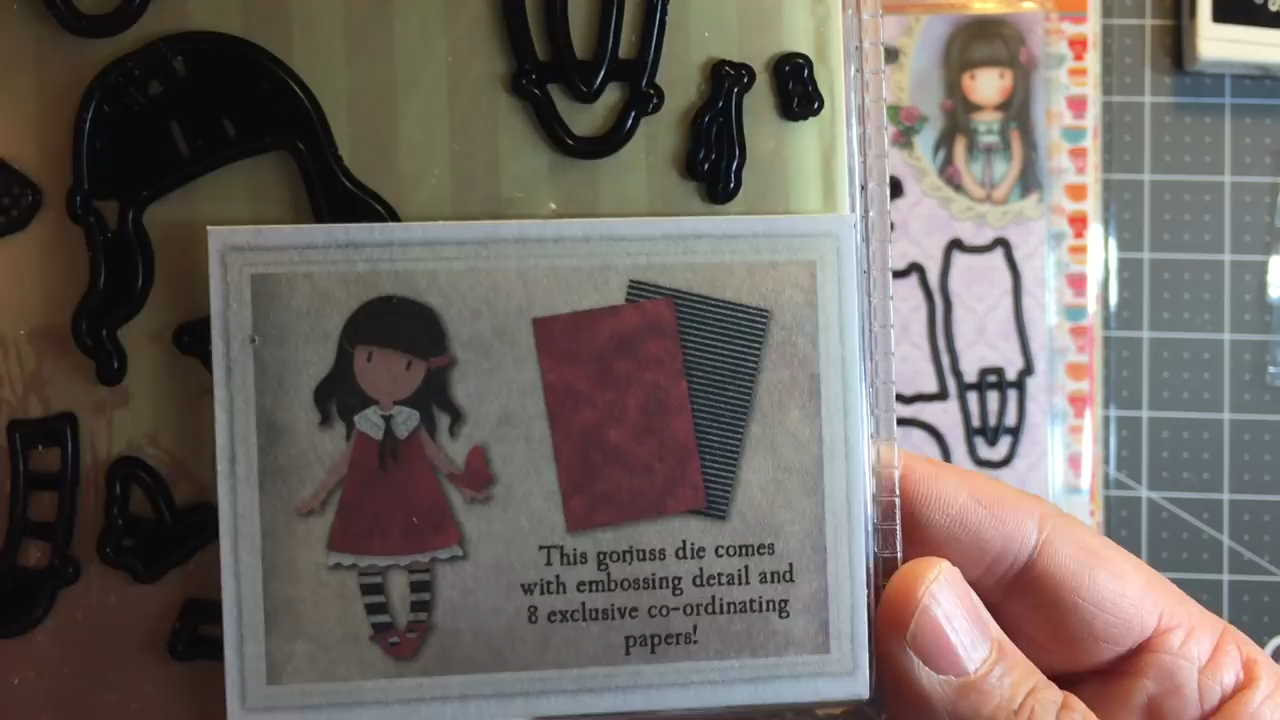 This gorjuss die comes
with embossing detail and
8 exclusive co-ordinating
papers!